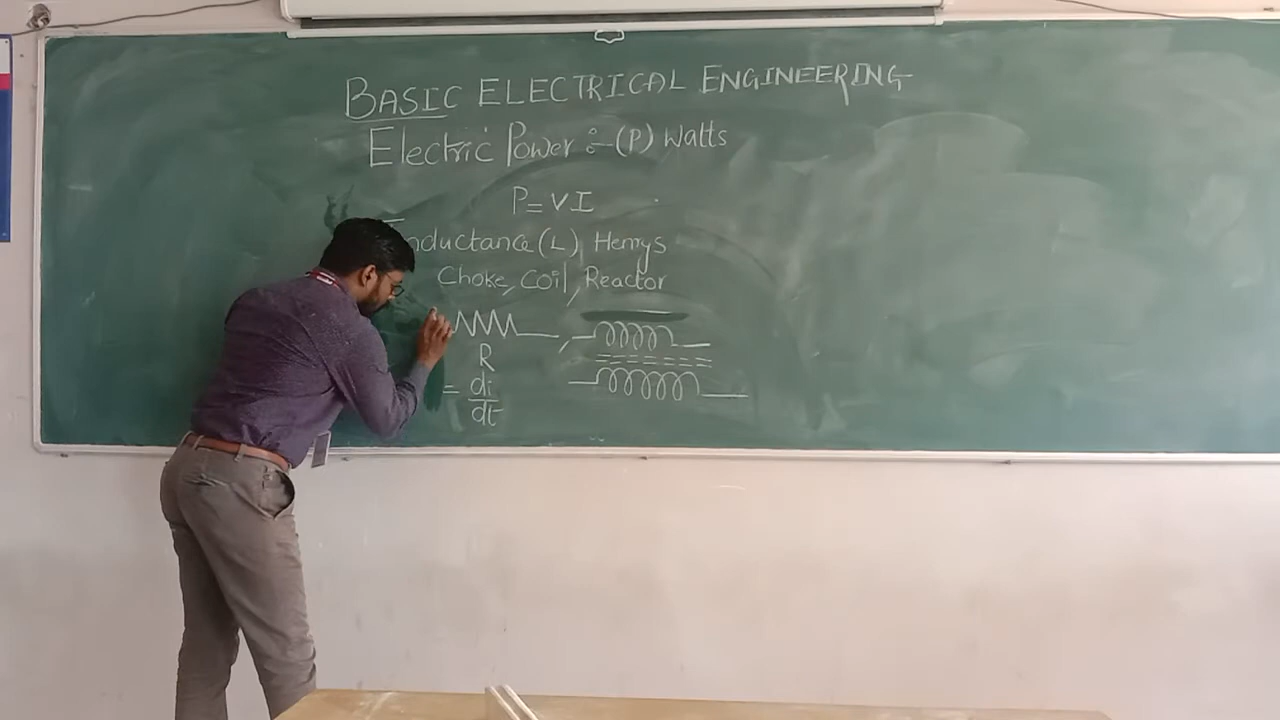 BASIC ELECTRICAL ENGINEERING
Electric Power :- (P) Watts
P = VI
nductance (L) Henrys
Choke, Coil, Reactor
R
= di
dt